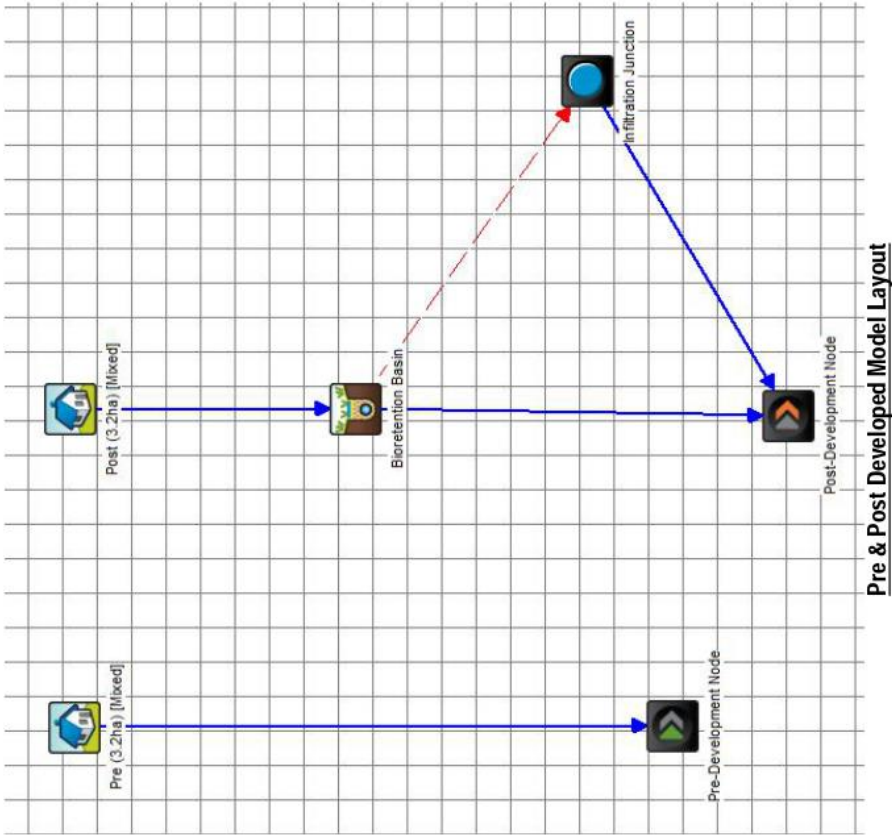 Post (3.2ha) [Mixed]
Bioretention Basin
Infiltration Junction
Post-Development Node
Pre (3.2ha) [Mixed]
Pre-Development Node
Pre & Post Developed Model Layout